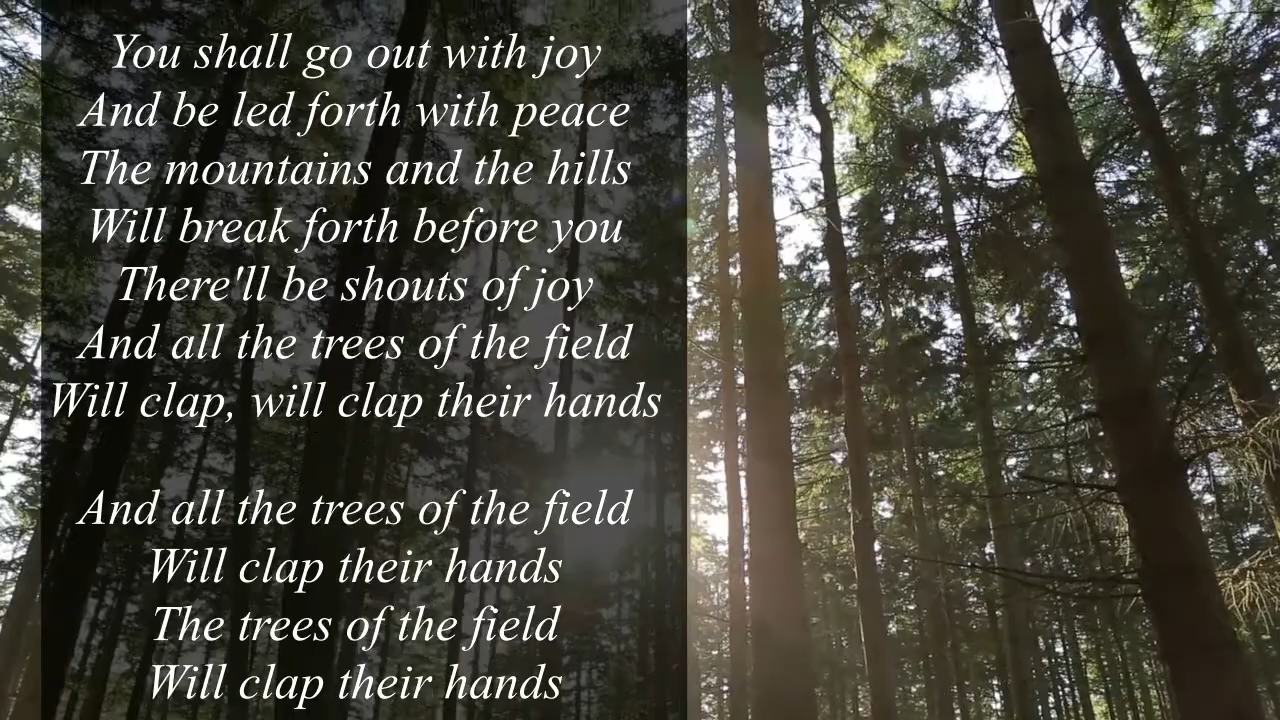 You shall go out with joy
And be led forth with peace
The mountains and the hills
Will break forth before you
There'll be shouts of joy
And all the trees of the field
Will clap, will clap their hands

And all the trees of the field
Will clap their hands
The trees of the field
Will clap their hands